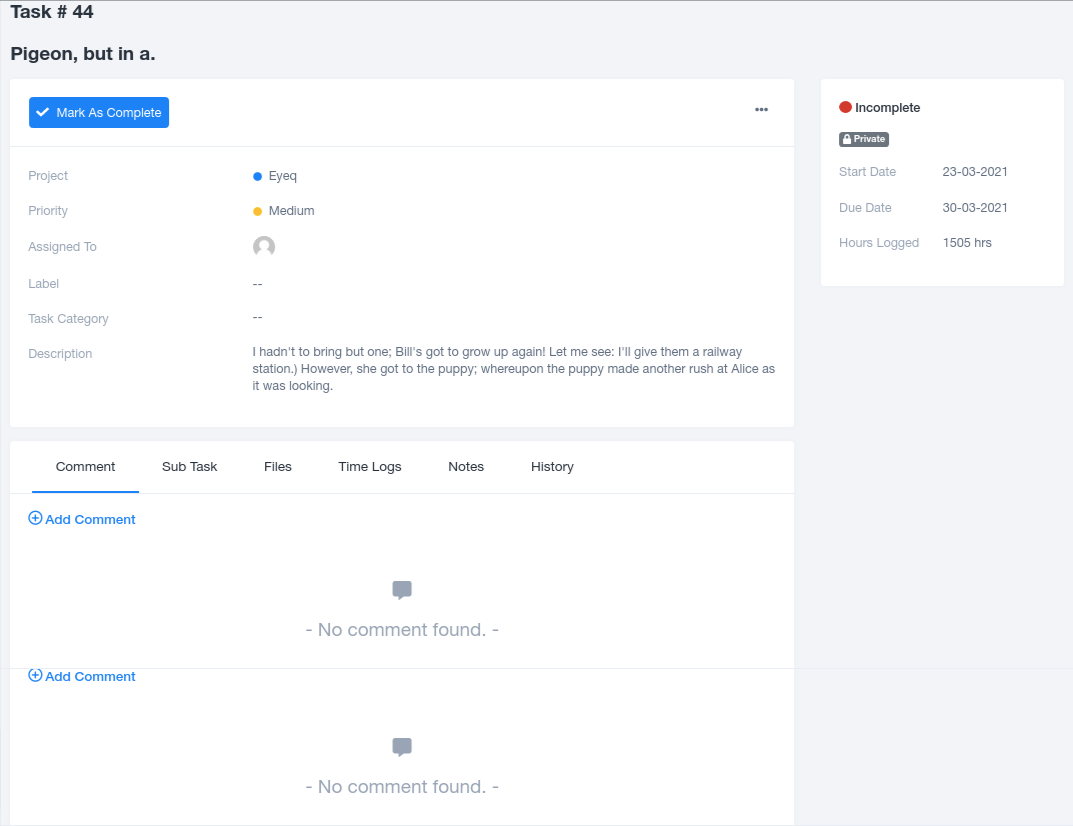 Task # 44
Pigeon, but in a.
Mark As Complete
Project
Eyeq
Priority
Medium
Assigned To
Label
--
Task Category
--
Description
I hadn't to bring but one; Bill's got to grow up again! Let me see: I'll give them a railway
station.) However, she got to the puppy; whereupon the puppy made another rush at Alice as
it was looking.
Incomplete
Private
Start Date
23-03-2021
Due Date
30-03-2021
Hours Logged
1505 hrs
Comment
Sub Task
Files
Time Logs
Notes
History
Add Comment
- No comment found. -
Add Comment
- No comment found. -